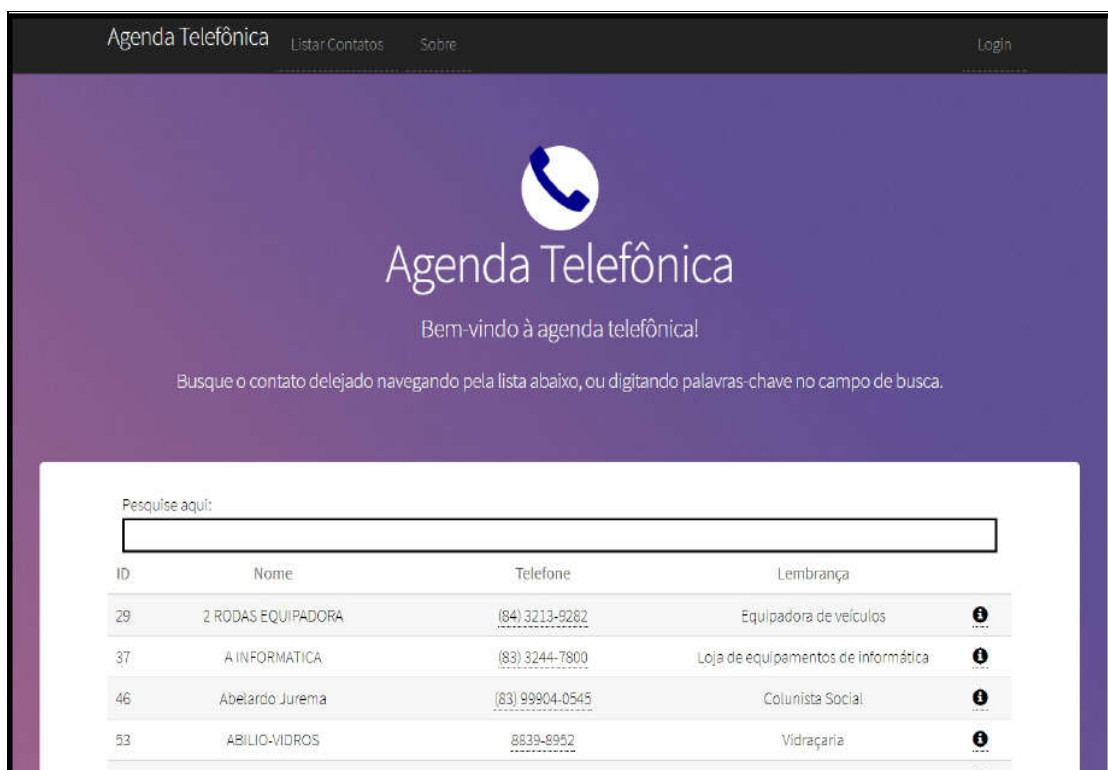 Agenda Telefônica Listar Contatos Sobre Login
Agenda Telefônica
Bem-vindo à agenda telefônica!
Busque o contato delejado navegando pela lista abaixo, ou digitando palavras-chave no campo de busca.
Pesquise aqui:
ID Nome Telefone Lembrança
29 2 RODAS EQUIPADORA (84) 3213-9282 Equipadora de veículos
37 A INFORMATICA (83) 3244-7800 Loja de equipamentos de informática
46 Abelardo Jurema (83) 99904-0545 Colunista Social
53 ABILIO-VIDROS 8839-8952 Vidraçaria